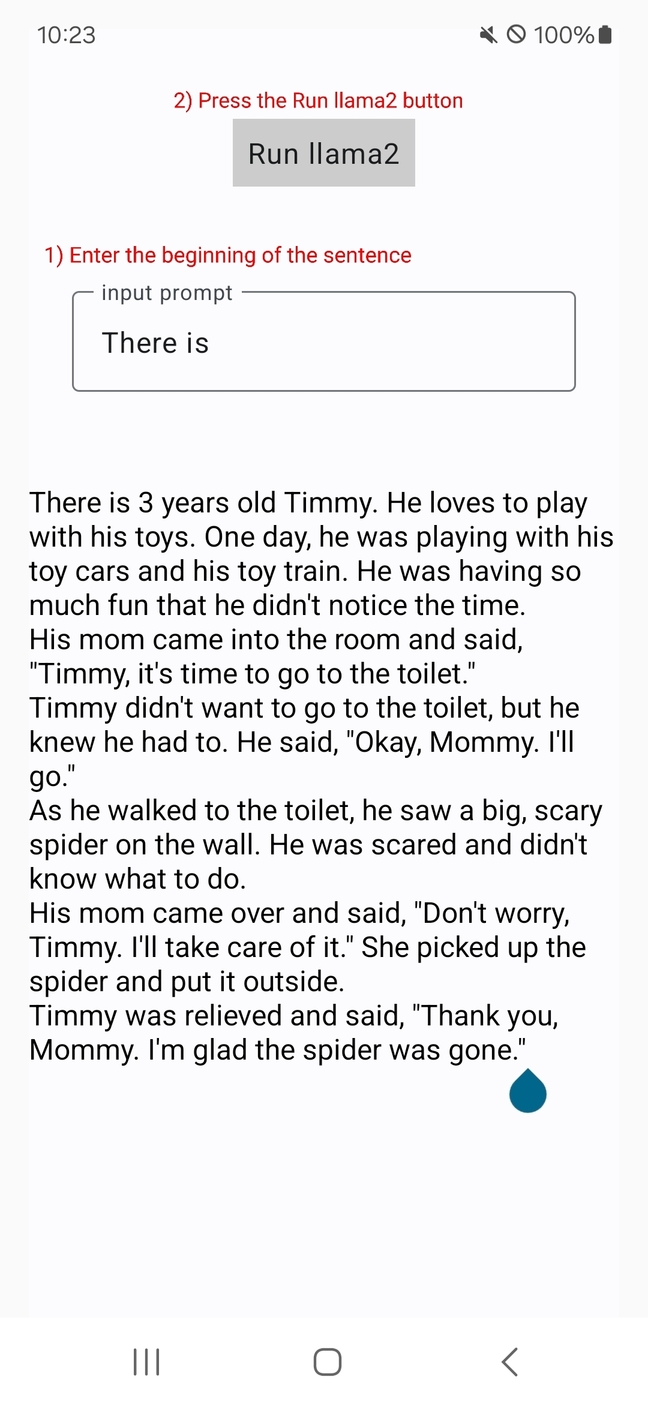 10:23 100%
2) Press the Run llama2 button
Run llama2
1) Enter the beginning of the sentence
input prompt
There is
There is 3 years old Timmy. He loves to play
with his toys. One day, he was playing with his
toy cars and his toy train. He was having so
much fun that he didn't notice the time.
His mom came into the room and said,
"Timmy, it's time to go to the toilet."
Timmy didn't want to go to the toilet, but he
knew he had to. He said, "Okay, Mommy. I'll
go."
As he walked to the toilet, he saw a big, scary
spider on the wall. He was scared and didn't
know what to do.
His mom came over and said, "Don't worry,
Timmy. I'll take care of it." She picked up the
spider and put it outside.
Timmy was relieved and said, "Thank you,
Mommy. I'm glad the spider was gone."